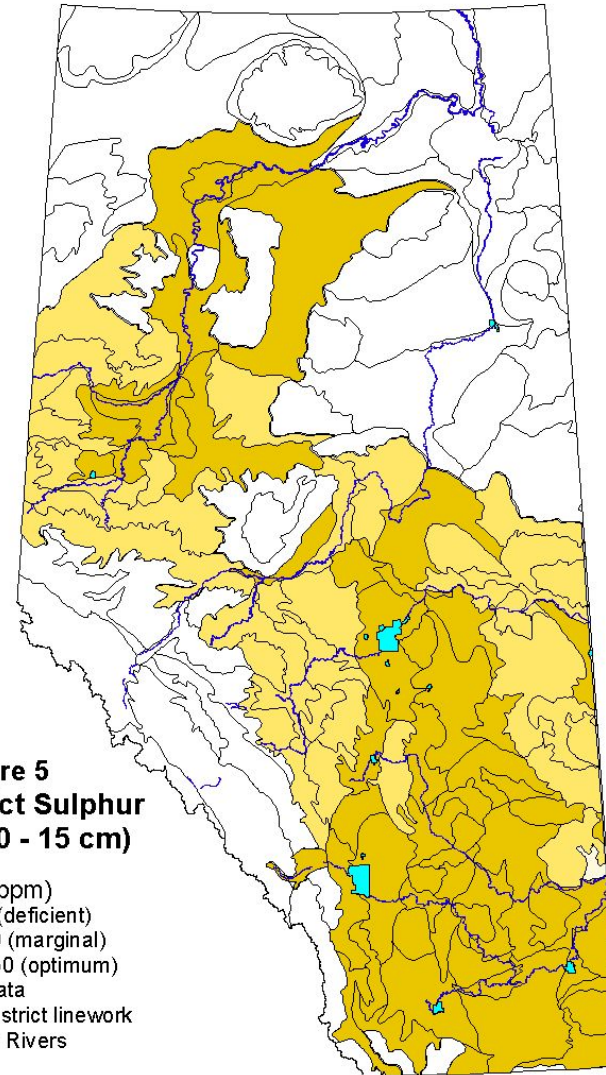 re 5
ct Sulphur
0 - 15 cm)
ppm)
(deficient)
(marginal)
0 (optimum)
ata
strict linework
Rivers